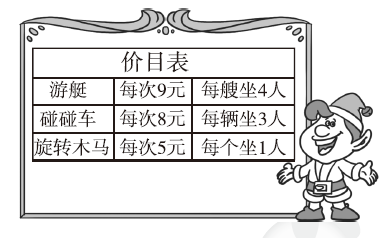 价目表
游艇 每次9元 每艘坐4人
碰碰车 每次8元 每辆坐3人
旋转木马 每次5元 每个坐1人